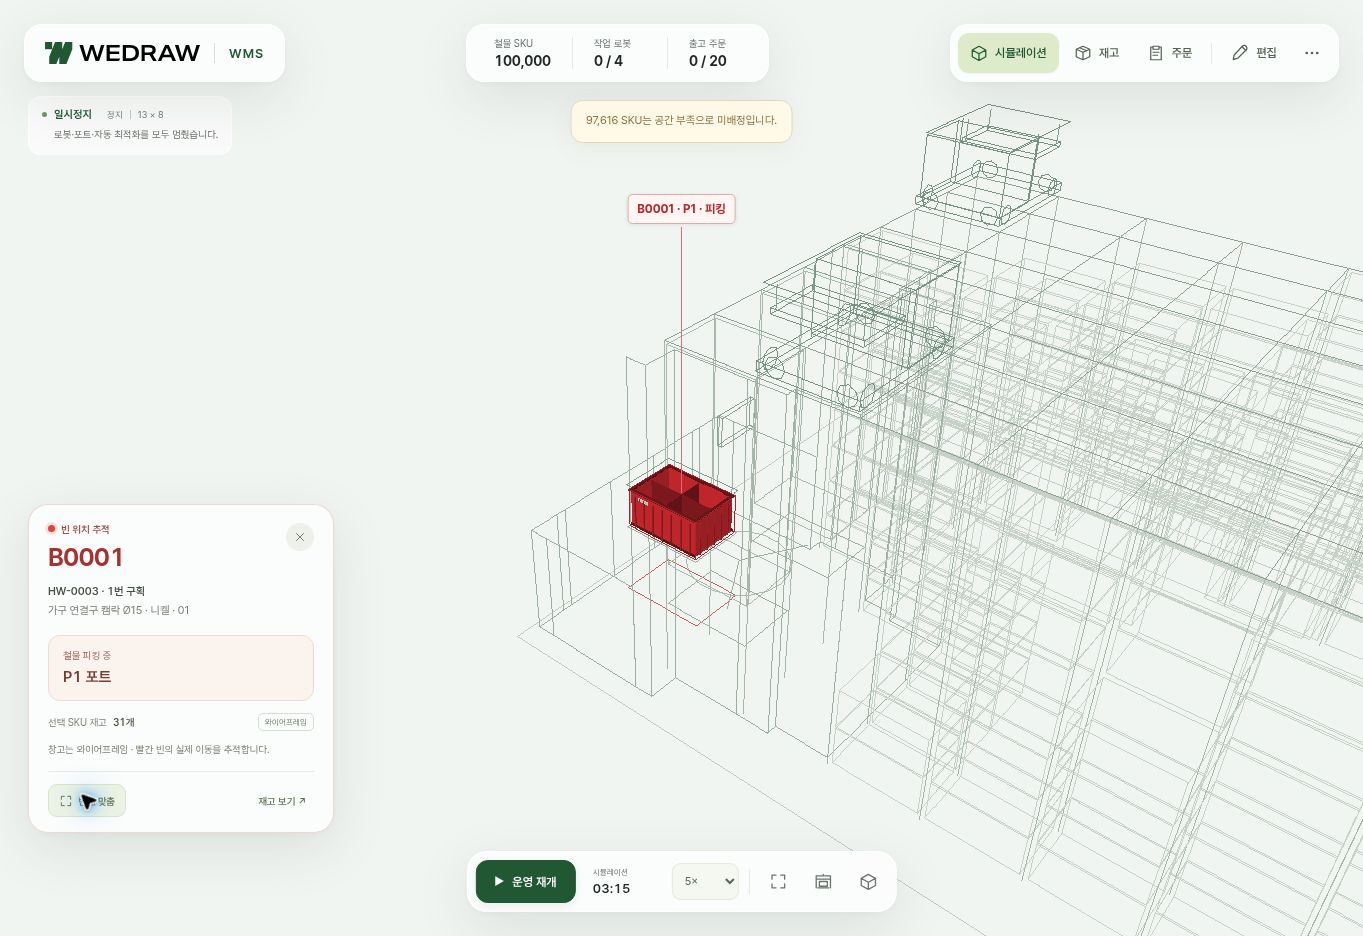 WEDRAW WMS
철물 SKU
100,000
작업 로봇
0 / 4
출고 주문
0 / 20
시뮬레이션
재고
주문
편집
일시정지 정지 13 × 8
로봇·포트·자동 최적화를 모두 멈췄습니다.
97,616 SKU는 공간 부족으로 미배정입니다.
B0001 · P1 · 피킹
빈 위치 추적
B0001
HW-0003 · 1번 구획
가구 연결구 캠락 Ø15 · 니켈 · 01
철물 피킹 중
P1 포트
선택 SKU 재고 31개
와이어프레임
창고는 와이어프레임 · 빨간 빈의 실제 이동을 추적합니다.
맞춤
재고 보기 ↗
운영 재개
시뮬레이션
03:15
5×